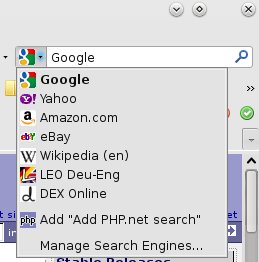 Google
Google
Yahoo
Amazon.com
eBay
Wikipedia (en)
LEO Deu-Eng
DEX Online
php Add "Add PHP.net search"
Manage Search Engines...
Stable Releases